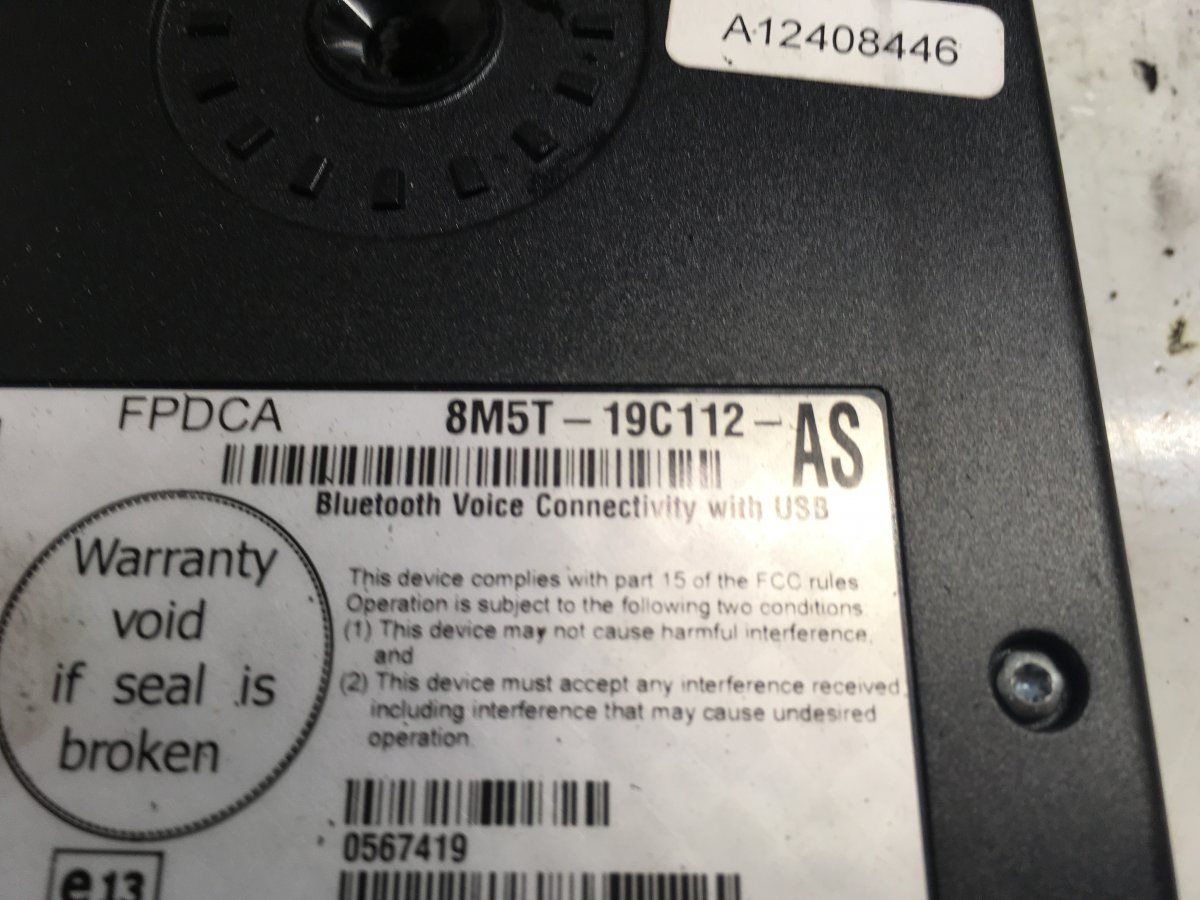 A12408446
FPDCA
8M5T - 19C112 - AS
Bluetooth Voice Connectivity with USB
Warranty
void
if seal is
broken
This device complies with part 15 of the FCC rules
Operation is subject to the following two conditions
(1) This device may not cause harmful interference,
and
(2) This device must accept any interference received,
including interference that may cause undesired
operation.
0567419
e13